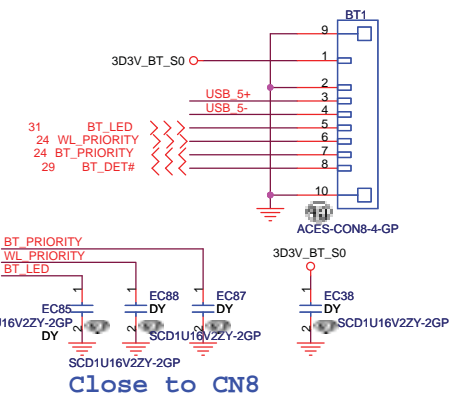 BT1
9
3D3V_BT_S0
1
2
USB_5+
3
USB_5-
4
31 BT_LED
5
24 WL_PRIORITY
6
24 BT_PRIORITY
7
29 BT_DET#
8
10
ACES-CON8-4-GP
BT_PRIORITY
WL_PRIORITY
BT_LED
3D3V_BT_S0
1 1 1 1
EC85 EC88 EC87 EC38
DY DY DY
2 2 2 2
U16V2ZY-2GP SCD1U16V2ZY-2GP SCD1U16V2ZY-2GP
DY
SCD1U16V2ZY-2GP
Close to CN8